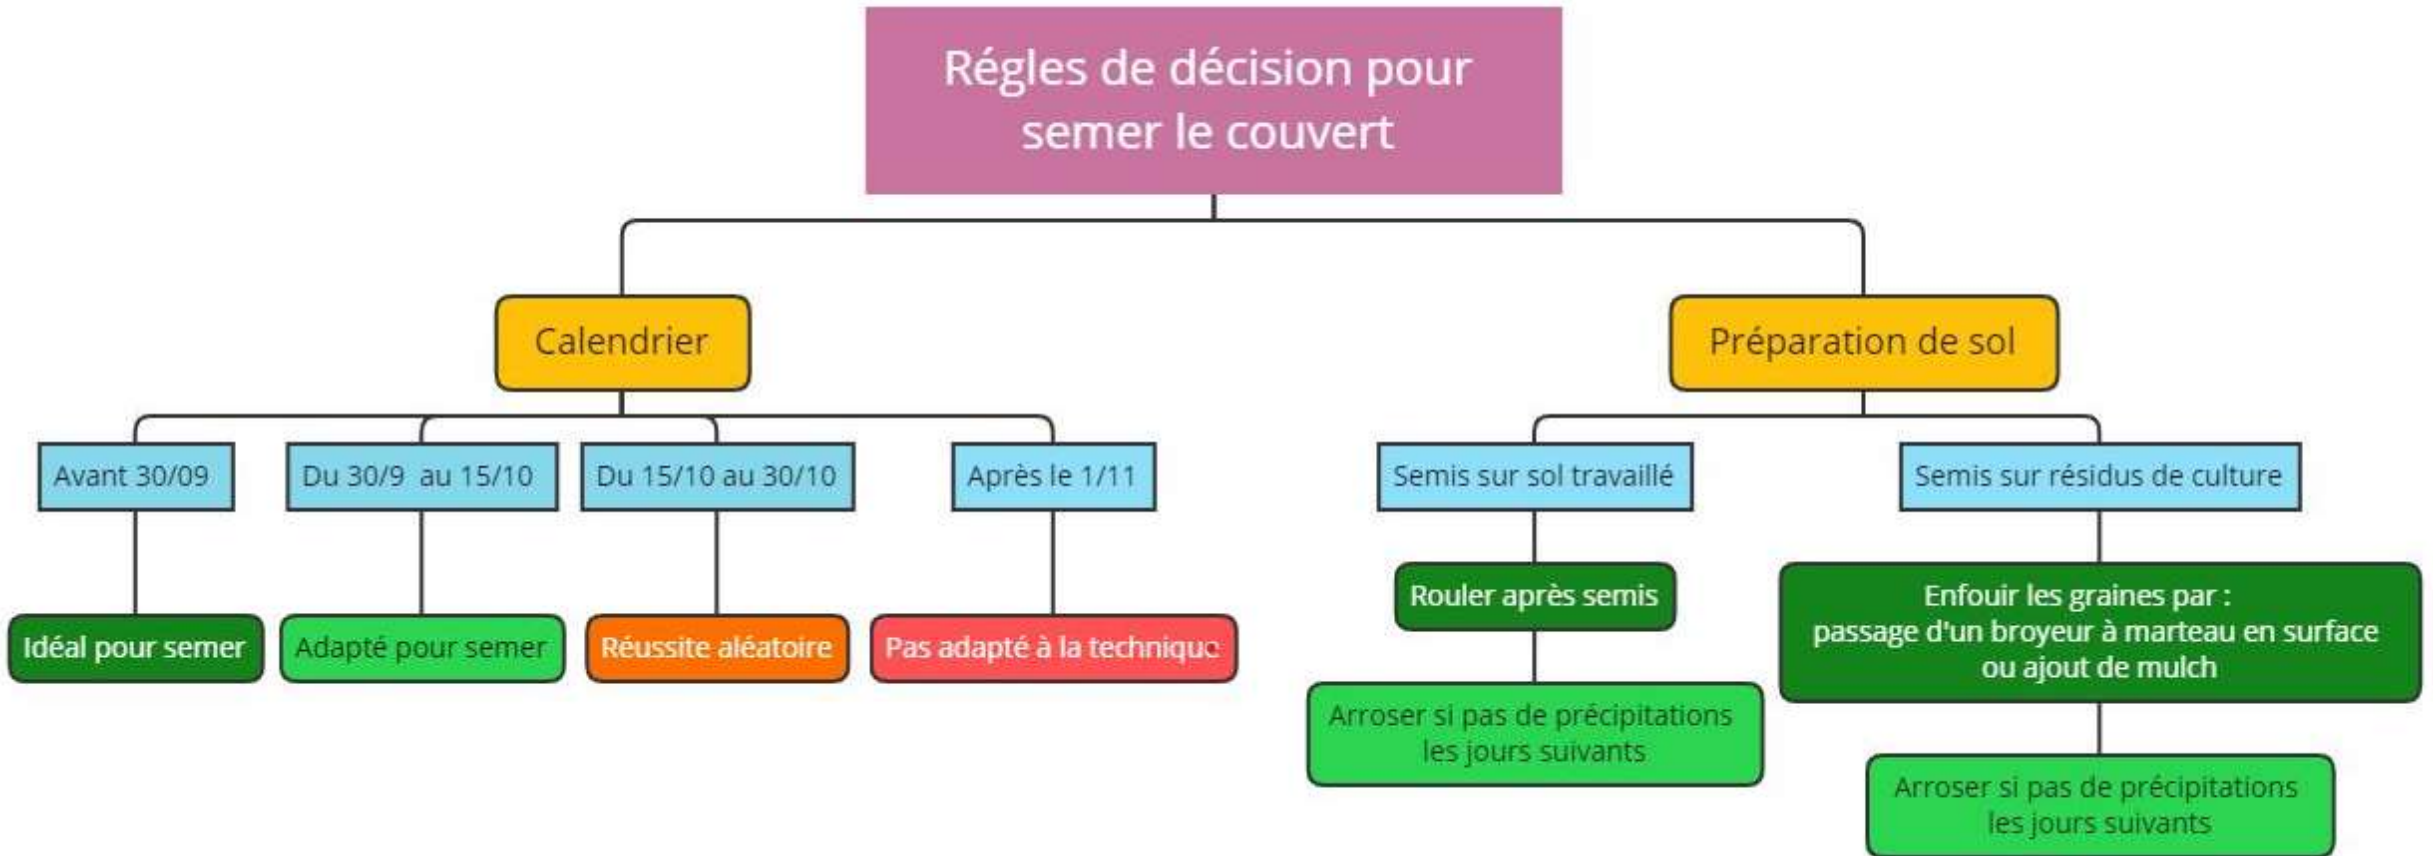 Régles de décision pour
semer le couvert
Calendrier
Préparation de sol
Avant 30/09
Du 30/9 au 15/10
Du 15/10 au 30/10
Après le 1/11
Semis sur sol travaillé
Semis sur résidus de culture
Idéal pour semer
Adapté pour semer
Réussite aléatoire
Pas adapté à la technique
Rouler après semis
Enfouir les graines par :
passage d'un broyeur à marteau en surface
ou ajout de mulch
Arroser si pas de précipitations
les jours suivants
Arroser si pas de précipitations
les jours suivants